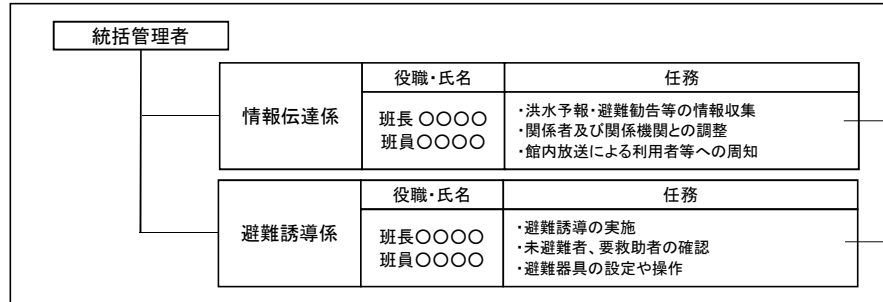 統括管理者
情報伝達係
役職・氏名
任務
班長 〇〇〇〇
班員〇〇〇〇
・洪水予報・避難勧告等の情報収集
・関係者及び関係機関との調整
・館内放送による利用者等への周知
避難誘導係
役職・氏名
任務
班長〇〇〇〇
班員〇〇〇〇
・避難誘導の実施
・未避難者、要救助者の確認
・避難器具の設定や操作